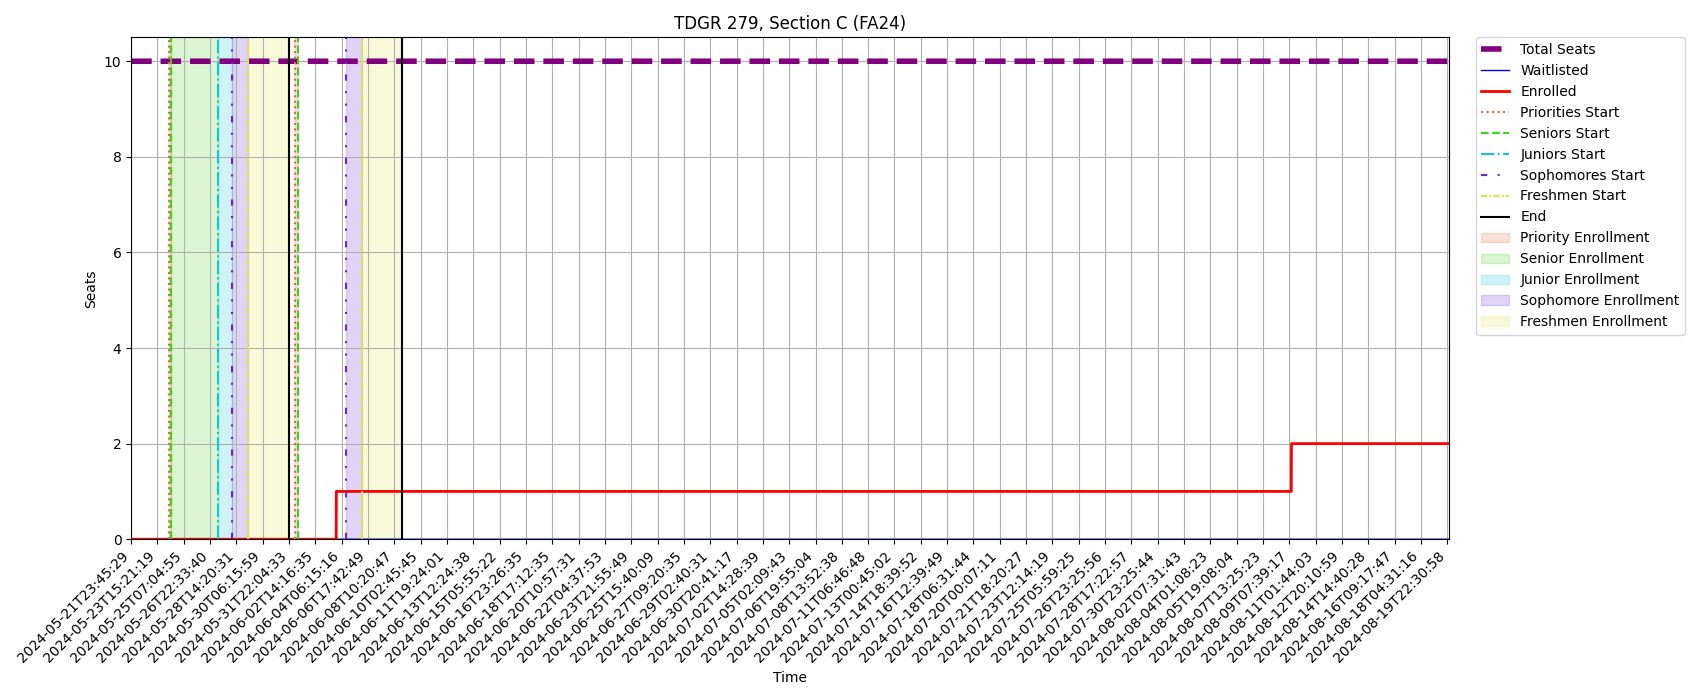 TDGR 279, Section C (FA24)
Seats
10
8
6
4
2
0
2024-05-21T23:45:29
2024-05-23T15:21:19
2024-05-25T07:04:55
2024-05-26T22:33:40
2024-05-28T14:20:31
2024-05-30T06:15:59
2024-05-31T22:04:33
2024-06-02T14:16:35
2024-06-04T06:15:16
2024-06-06T17:42:49
2024-06-08T10:20:47
2024-06-10T02:45:45
2024-06-11T19:24:01
2024-06-13T12:24:38
2024-06-15T05:55:22
2024-06-16T23:26:35
2024-06-18T17:12:35
2024-06-20T10:57:31
2024-06-22T04:37:53
2024-06-23T21:55:49
2024-06-25T15:40:09
2024-06-27T09:20:35
2024-06-29T02:40:31
2024-06-30T20:41:17
2024-07-02T14:28:39
2024-07-05T02:09:43
2024-07-06T19:55:04
2024-07-08T13:52:38
2024-07-11T06:46:48
2024-07-13T00:45:02
2024-07-14T18:39:52
2024-07-16T12:39:49
2024-07-18T06:31:44
2024-07-20T00:07:11
2024-07-21T18:20:27
2024-07-23T12:14:19
2024-07-25T05:59:25
2024-07-26T23:25:56
2024-07-28T17:22:57
2024-07-30T23:25:44
2024-08-02T07:31:43
2024-08-04T01:08:23
2024-08-05T19:08:04
2024-08-07T13:25:23
2024-08-09T07:39:17
2024-08-11T01:44:03
2024-08-12T20:10:59
2024-08-14T14:40:28
2024-08-16T09:17:47
2024-08-18T04:31:16
2024-08-19T22:30:58
Time
Total Seats
Waitlisted
Enrolled
Priorities Start
Seniors Start
Juniors Start
Sophomores Start
Freshmen Start
End
Priority Enrollment
Senior Enrollment
Junior Enrollment
Sophomore Enrollment
Freshmen Enrollment